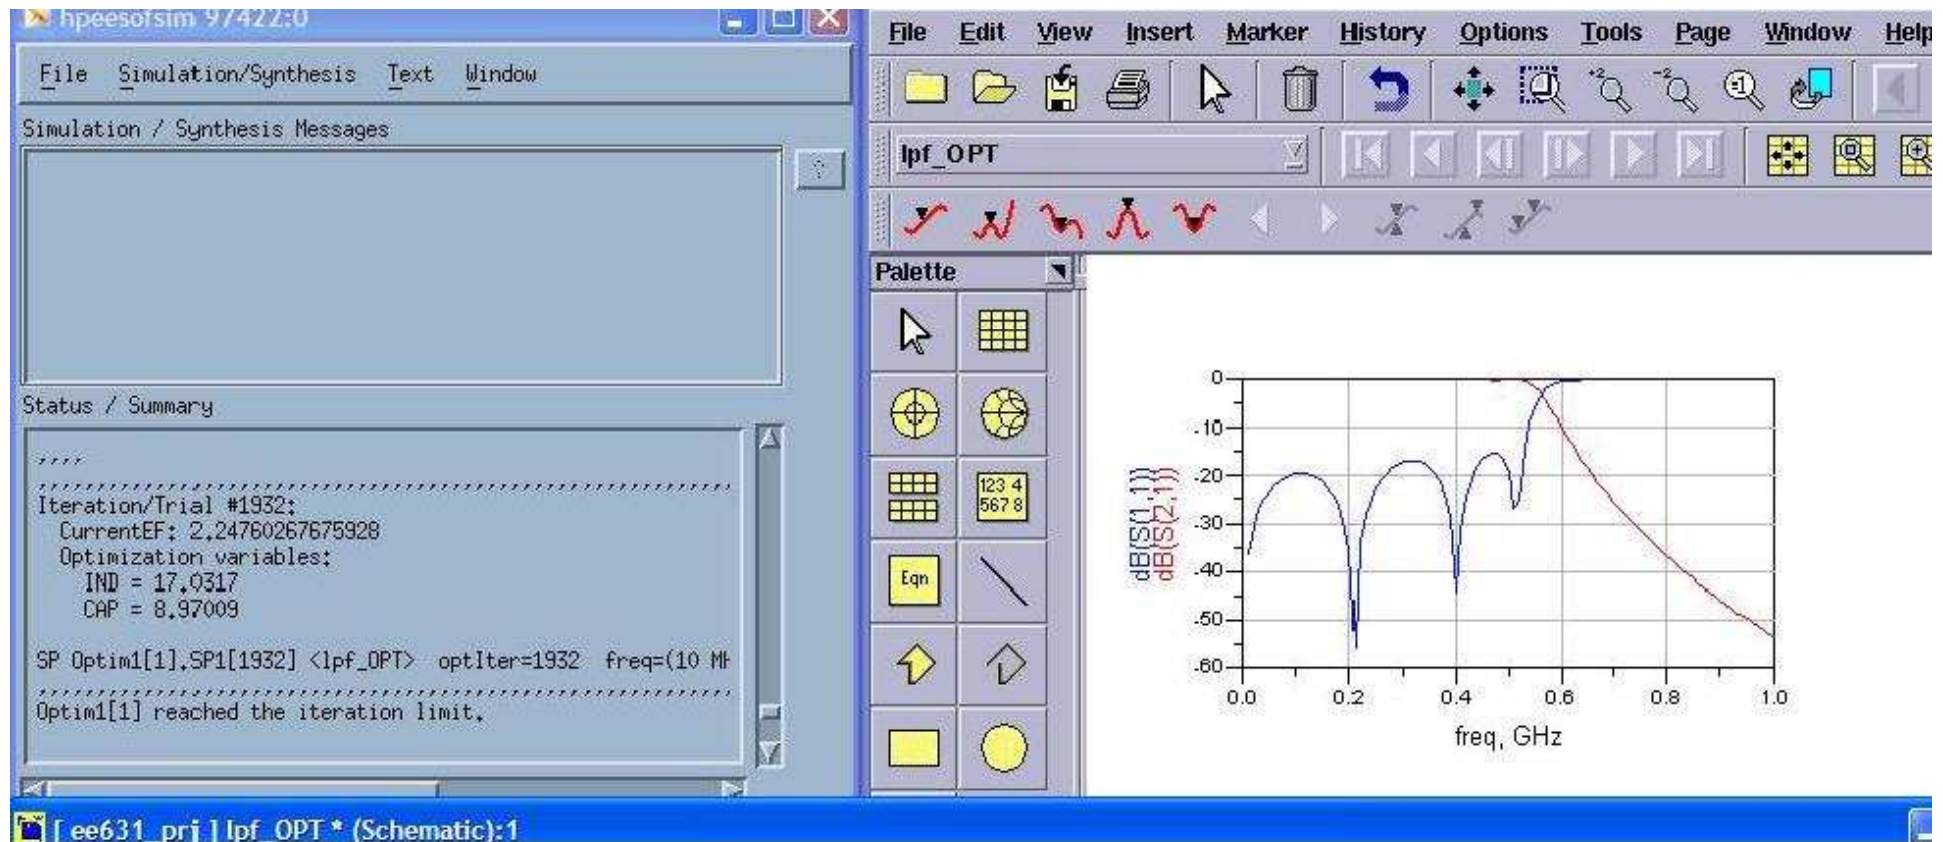 hpeesofsim 97422:0
File Simulation/Synthesis Text Window
Simulation / Synthesis Messages
Status / Summary
,,,,
Iteration/Trial #1932:
CurrentEF: 2.24760267675928
Optimization variables:
IND = 17.0317
CAP = 8.97009
SP Optim1[1].SP1[1932] <lpf_OPT> optIter=1932 freq=(10 MH
Optim1[1] reached the iteration limit.
File Edit View Insert Marker History Options Tools Page Window Help
+2 -2 -1
lpf_OPT
Palette
123 4
567 8
Eqn
dB(S(1,1))
dB(S(2,1))
0
-10
-20
-30
-40
-50
-60
0.0 0.2 0.4 0.6 0.8 1.0
freq, GHz
[ ee631_prj ] lpf_OPT * (Schematic):1